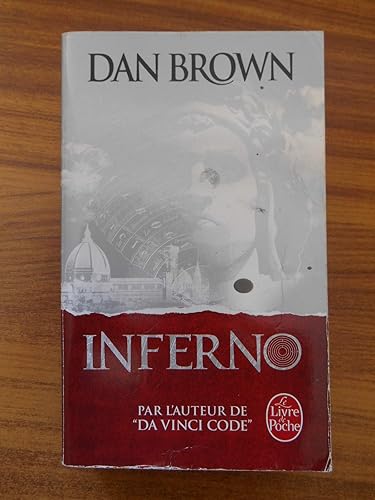 DAN BROWN
INFERNO
PAR L'AUTEUR DE
"DA VINCI CODE"
Le
Livre
de
Poche